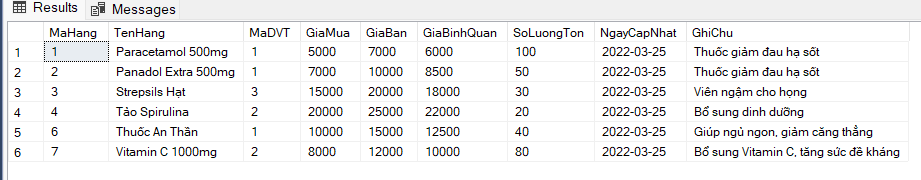 Results Messages
MaHang TenHang MaDVT GiaMua GiaBan GiaBinhQuan SoLuongTon NgayCapNhat GhiChu
1 1 Paracetamol 500mg 1 5000 7000 6000 100 2022-03-25 Thuốc giảm đau hạ sốt
2 2 Panadol Extra 500mg 1 7000 10000 8500 50 2022-03-25 Thuốc giảm đau hạ sốt
3 3 Strepsils Hạt 3 15000 20000 18000 30 2022-03-25 Viên ngậm cho họng
4 4 Tảo Spirulina 2 20000 25000 22000 20 2022-03-25 Bổ sung dinh dưỡng
5 6 Thuốc An Thần 1 10000 15000 12500 40 2022-03-25 Giúp ngủ ngon, giảm căng thẳng
6 7 Vitamin C 1000mg 2 8000 12000 10000 80 2022-03-25 Bổ sung Vitamin C, tăng sức đề kháng